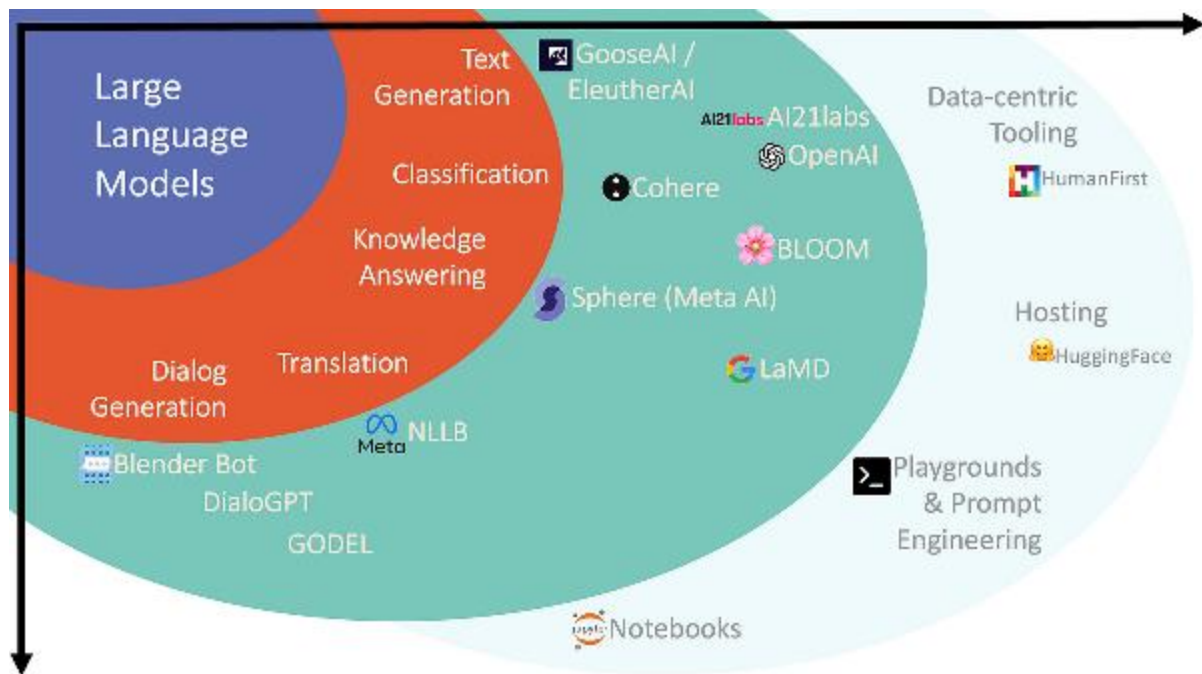 Large
Language
Models
Text
Generation
Classification
Knowledge
Answering
Translation
Dialog
Generation
GooseAI /
EleutherAI
AI21labs AI21labs
OpenAI
Cohere
BLOOM
Sphere (Meta AI)
LaMD
Meta NLLB
Blender Bot
DialoGPT
GODEL
Data-centric
Tooling
HumanFirst
Hosting
HuggingFace
>_ Playgrounds
& Prompt
Engineering
jupyter Notebooks